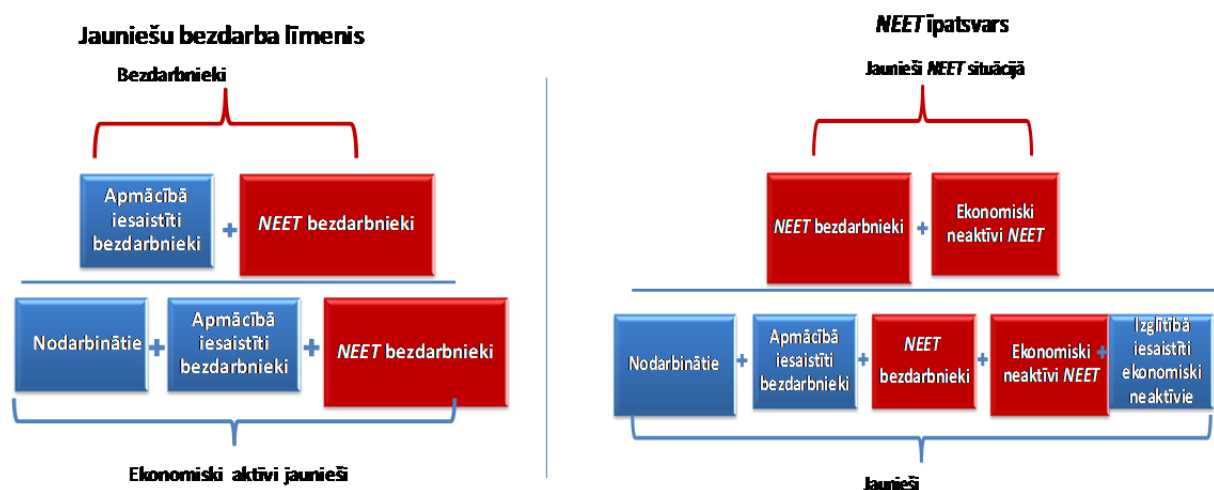 Jauniešu bezdarba līmenis
Bezdarbnieki
Apmācībā
iesaistīti
bezdarbnieki
+
NEET bezdarbnieki
Nodarbinātie
+
Apmācībā
iesaistīti
bezdarbnieki
+
NEET bezdarbnieki
Ekonomiski aktīvi jaunieši
NEET īpatsvars
Jaunieši NEET situācijā
NEET bezdarbnieki
+
Ekonomiski
neaktīvi NEET
Nodarbinātie
+
Apmācībā
iesaistīti
bezdarbnieki
+
NEET
bezdarbnieki
+
Ekonomiski
neaktīvi NEET
+
Izglītībā
iesaistīti
ekonomiski
neaktīvie
Jaunieši